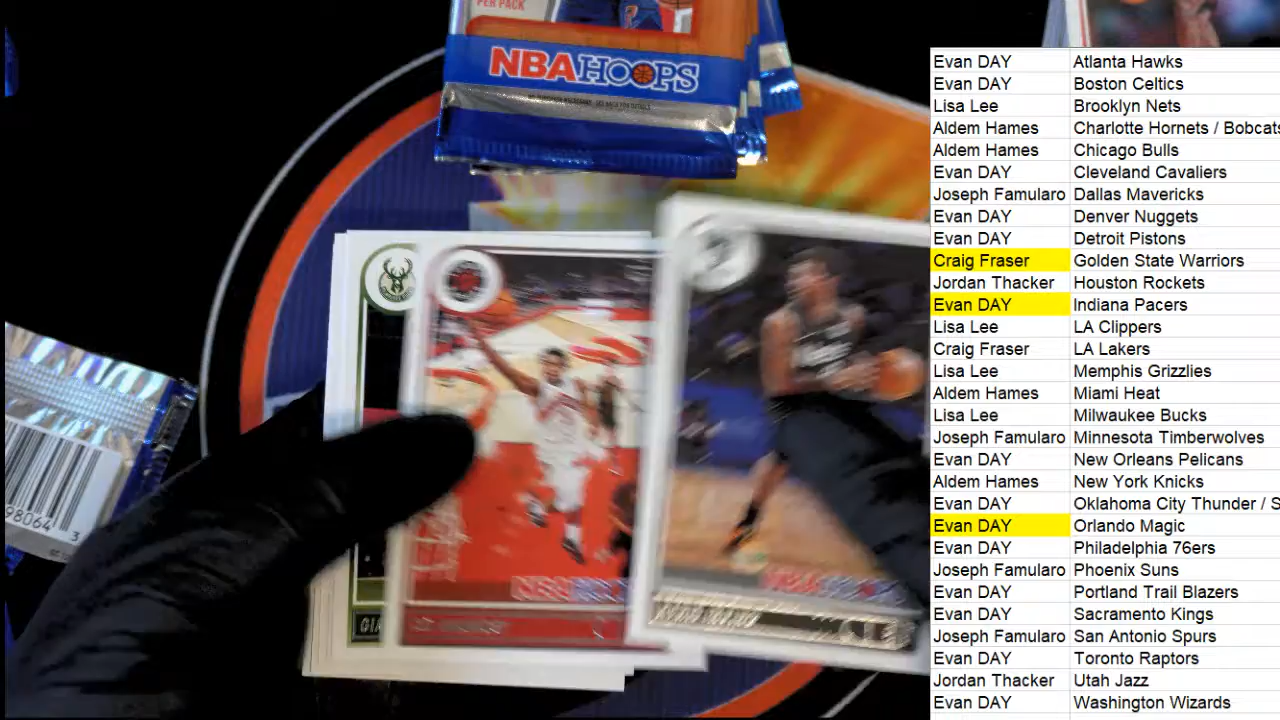 PER PACK
NBA HOOPS
98064
3
NBA HOOPS
Evan DAY Atlanta Hawks
Evan DAY Boston Celtics
Lisa Lee Brooklyn Nets
Aldem Hames Charlotte Hornets / Bobcats
Aldem Hames Chicago Bulls
Evan DAY Cleveland Cavaliers
Joseph Famularo Dallas Mavericks
Evan DAY Denver Nuggets
Evan DAY Detroit Pistons
Craig Fraser Golden State Warriors
Jordan Thacker Houston Rockets
Evan DAY Indiana Pacers
Lisa Lee LA Clippers
Craig Fraser LA Lakers
Lisa Lee Memphis Grizzlies
Aldem Hames Miami Heat
Lisa Lee Milwaukee Bucks
Joseph Famularo Minnesota Timberwolves
Evan DAY New Orleans Pelicans
Aldem Hames New York Knicks
Evan DAY Oklahoma City Thunder / S
Evan DAY Orlando Magic
Evan DAY Philadelphia 76ers
Joseph Famularo Phoenix Suns
Evan DAY Portland Trail Blazers
Evan DAY Sacramento Kings
Joseph Famularo San Antonio Spurs
Evan DAY Toronto Raptors
Jordan Thacker Utah Jazz
Evan DAY Washington Wizards